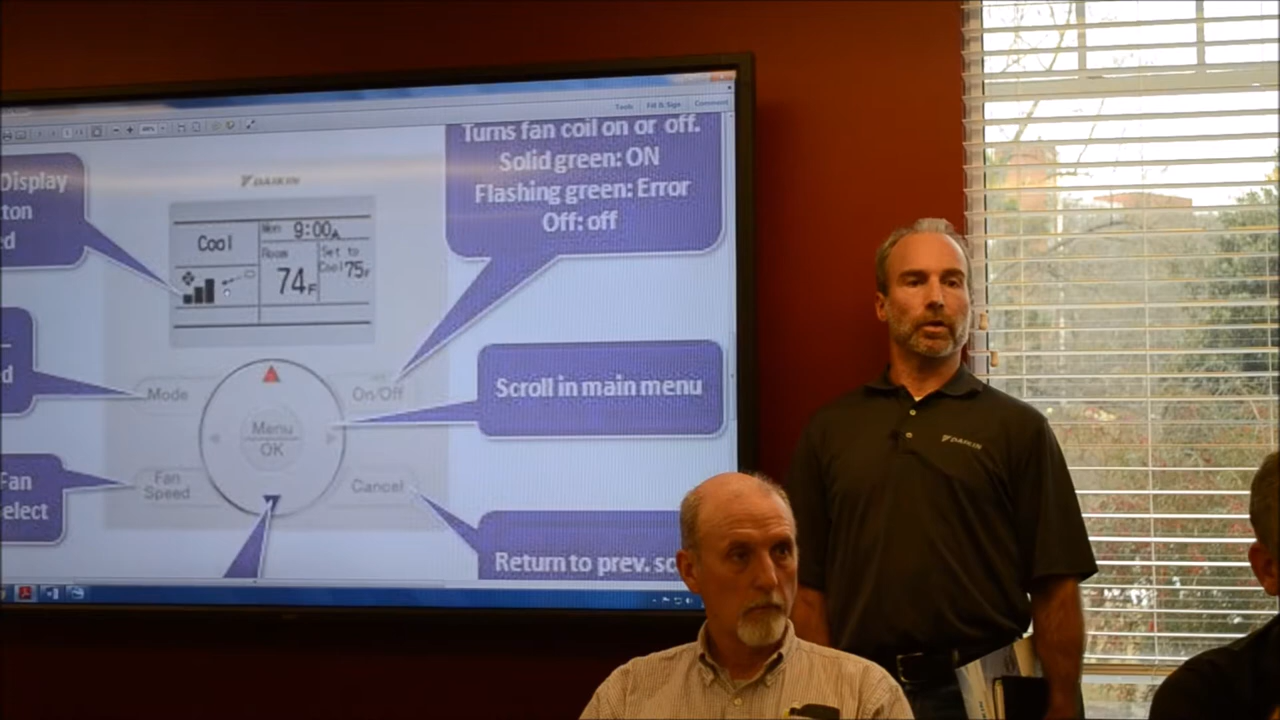 Tools Fill & Sign Comment
Display
ton
ed
DAIKIN
Cool
Mon 9:00A
Room
74F
Set to
Cool 75F
Turns fan coil on or off.
Solid green: ON
Flashing green: Error
Off: off
ed
Mode
On/Off
Menu
OK
Scroll in main menu
Fan
elect
Fan
Speed
Cancel
Return to prev. sc
DAIKIN